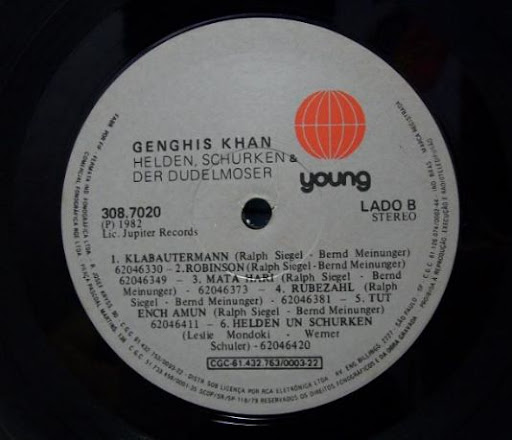 GENGHIS KHAN
HELDEN, SCHURKEN &
DER DUDELMOSER
young
308.7020
(P) 1982
Lic. Jupiter Records
LADO B
STEREO
1. KLABAUTERMANN (Ralph Siegel - Bernd Meinunger)
62046330 - 2.ROBINSON (Ralph Siegel-Bernd Meinunger)
62046349 - 3. MATA HARI (Ralph Siegel - Bernd
Meinunger) - 62046373 - 4. RUBEZAHL (Ralph
Siegel - Bernd Meinunger) - 62046381 - 5. TUT
ENCH AMUN (Ralph Siegel - Bern Meinunger)
62046411 - 6. HELDEN UN SCHURKEN
(Leslie Mondoki - Werner
Schuler) - 62046420
CGC-61.432.763/0003-22